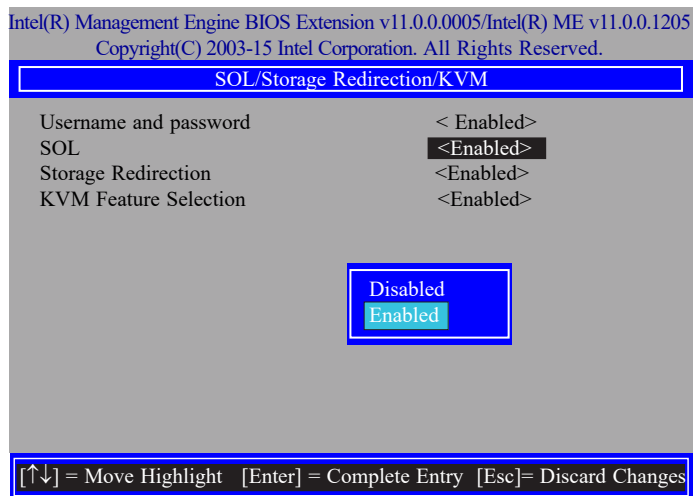 Intel(R) Management Engine BIOS Extension v11.0.0.0005/Intel(R) ME v11.0.0.1205
Copyright(C) 2003-15 Intel Corporation. All Rights Reserved.
SOL/Storage Redirection/KVM
Username and password < Enabled>
SOL <Enabled>
Storage Redirection <Enabled>
KVM Feature Selection <Enabled>
Disabled
Enabled
[↑↓] = Move Highlight [Enter] = Complete Entry [Esc]= Discard Changes